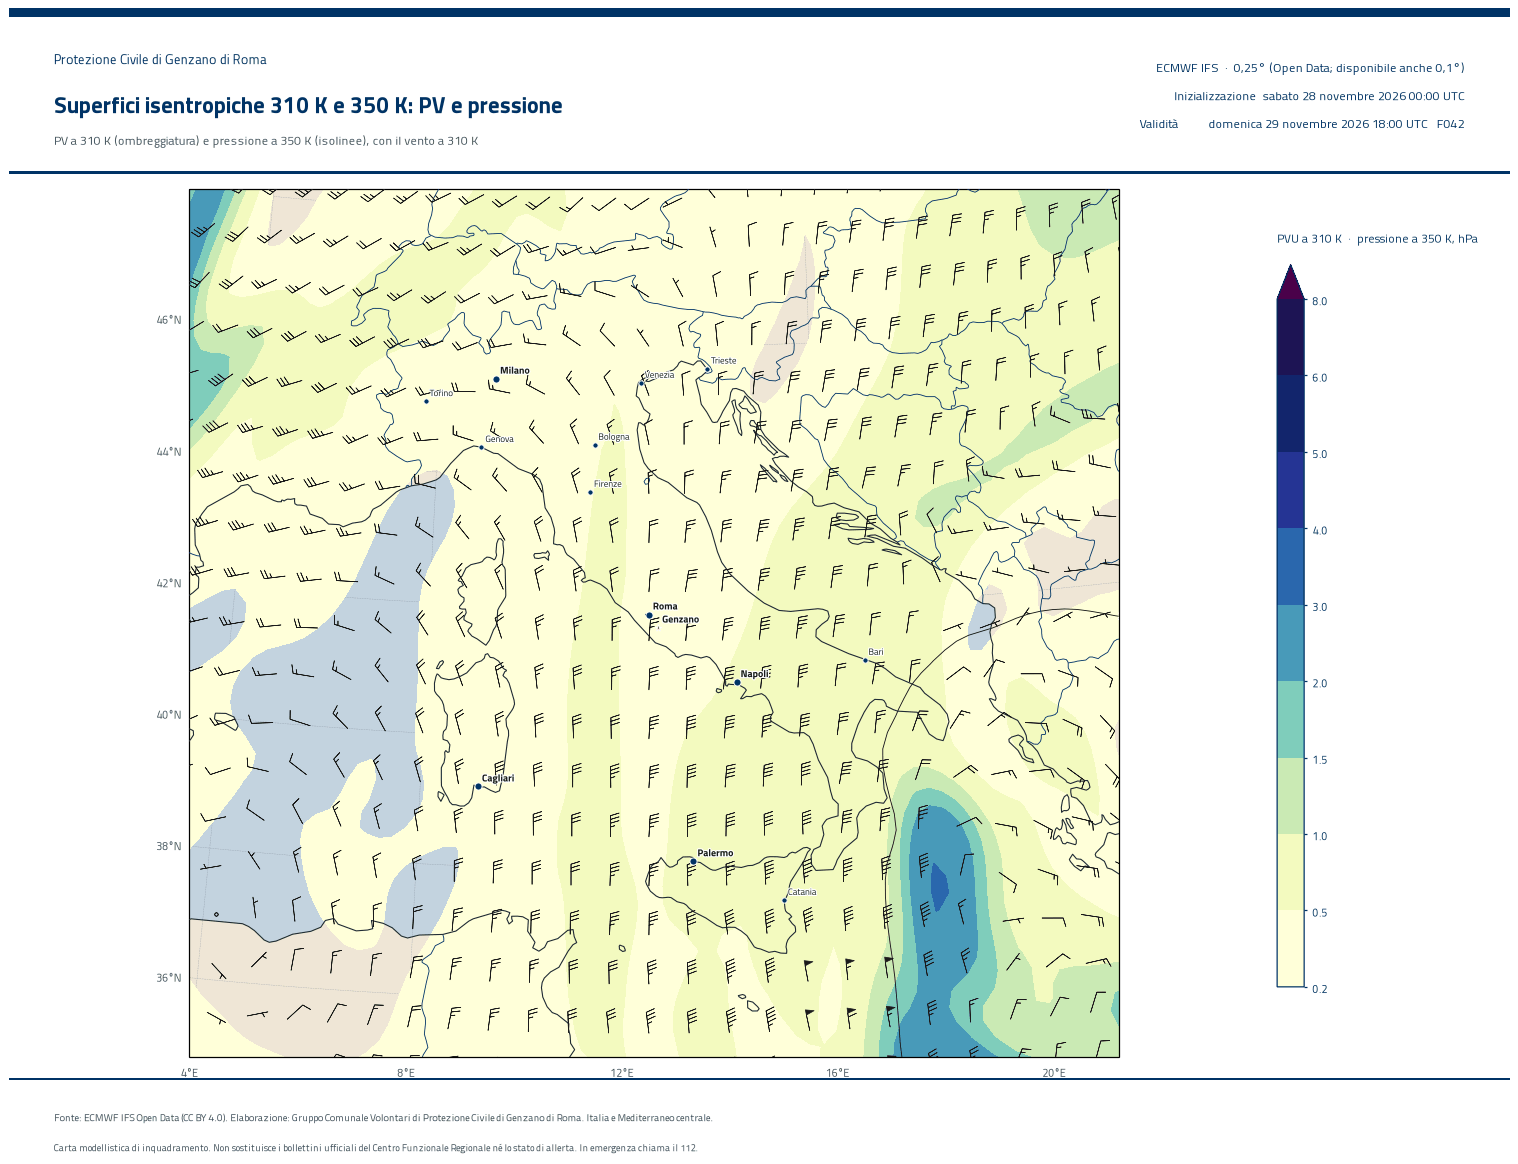 Protezione Civile di Genzano di Roma
Superfici isentropiche 310 K e 350 K: PV e pressione
PV a 310 K (ombreggiatura) e pressione a 350 K (isolinee), con il vento a 310 K
ECMWF IFS · 0,25° (Open Data; disponibile anche 0,1°)
Inizializzazione sabato 28 novembre 2026 00:00 UTC
Validità domenica 29 novembre 2026 18:00 UTC F042
PVU a 310 K · pressione a 350 K, hPa
8.0
6.0
5.0
4.0
3.0
2.0
1.5
1.0
0.5
0.2
46°N
44°N
42°N
40°N
38°N
36°N
4°E
8°E
12°E
16°E
20°E
Milano
Torino
Venezia
Trieste
Genova
Bologna
Firenze
Roma
Genzano
Napoli
Bari
Cagliari
Palermo
Catania
Fonte: ECMWF IFS Open Data (CC BY 4.0). Elaborazione: Gruppo Comunale Volontari di Protezione Civile di Genzano di Roma. Italia e Mediterraneo centrale.
Carta modellistica di inquadramento. Non sostituisce i bollettini ufficiali del Centro Funzionale Regionale né lo stato di allerta. In emergenza chiama il 112.